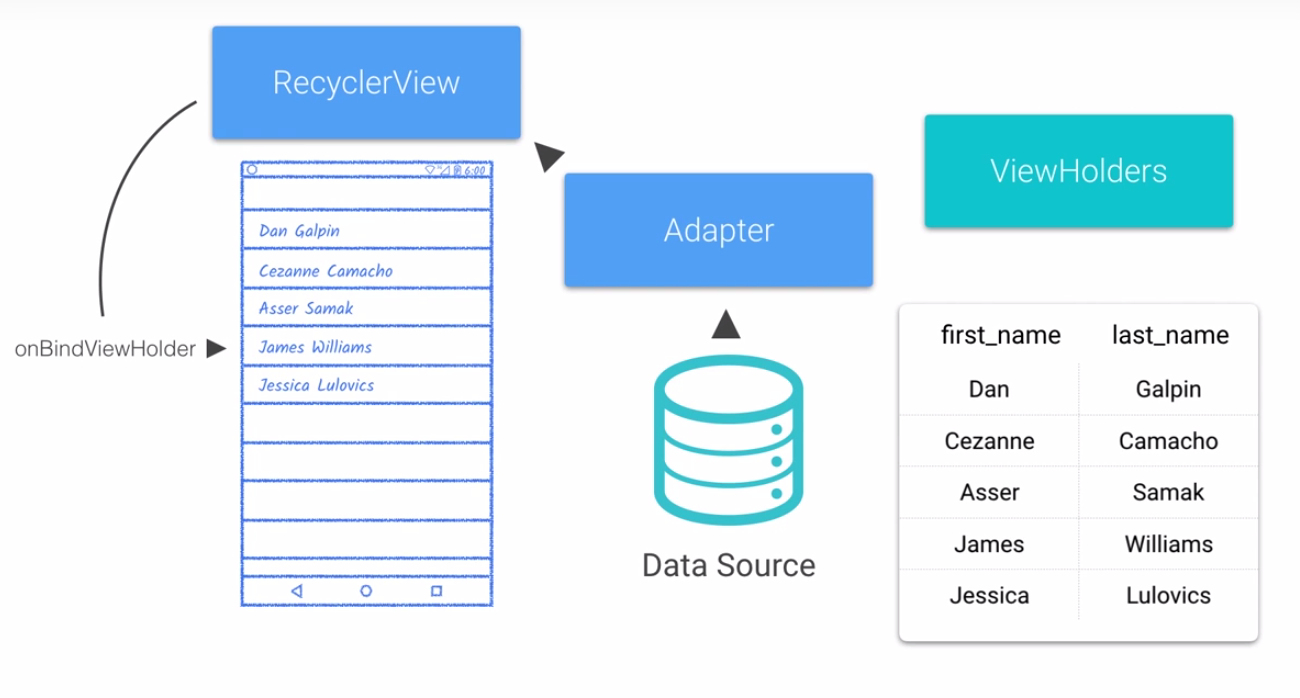 RecyclerView
6:00
Dan Galpin
Cezanne Camacho
Asser Samak
James Williams
Jessica Lulovics
onBindViewHolder
Adapter
Data Source
ViewHolders
first_name last_name
Dan Galpin
Cezanne Camacho
Asser Samak
James Williams
Jessica Lulovics